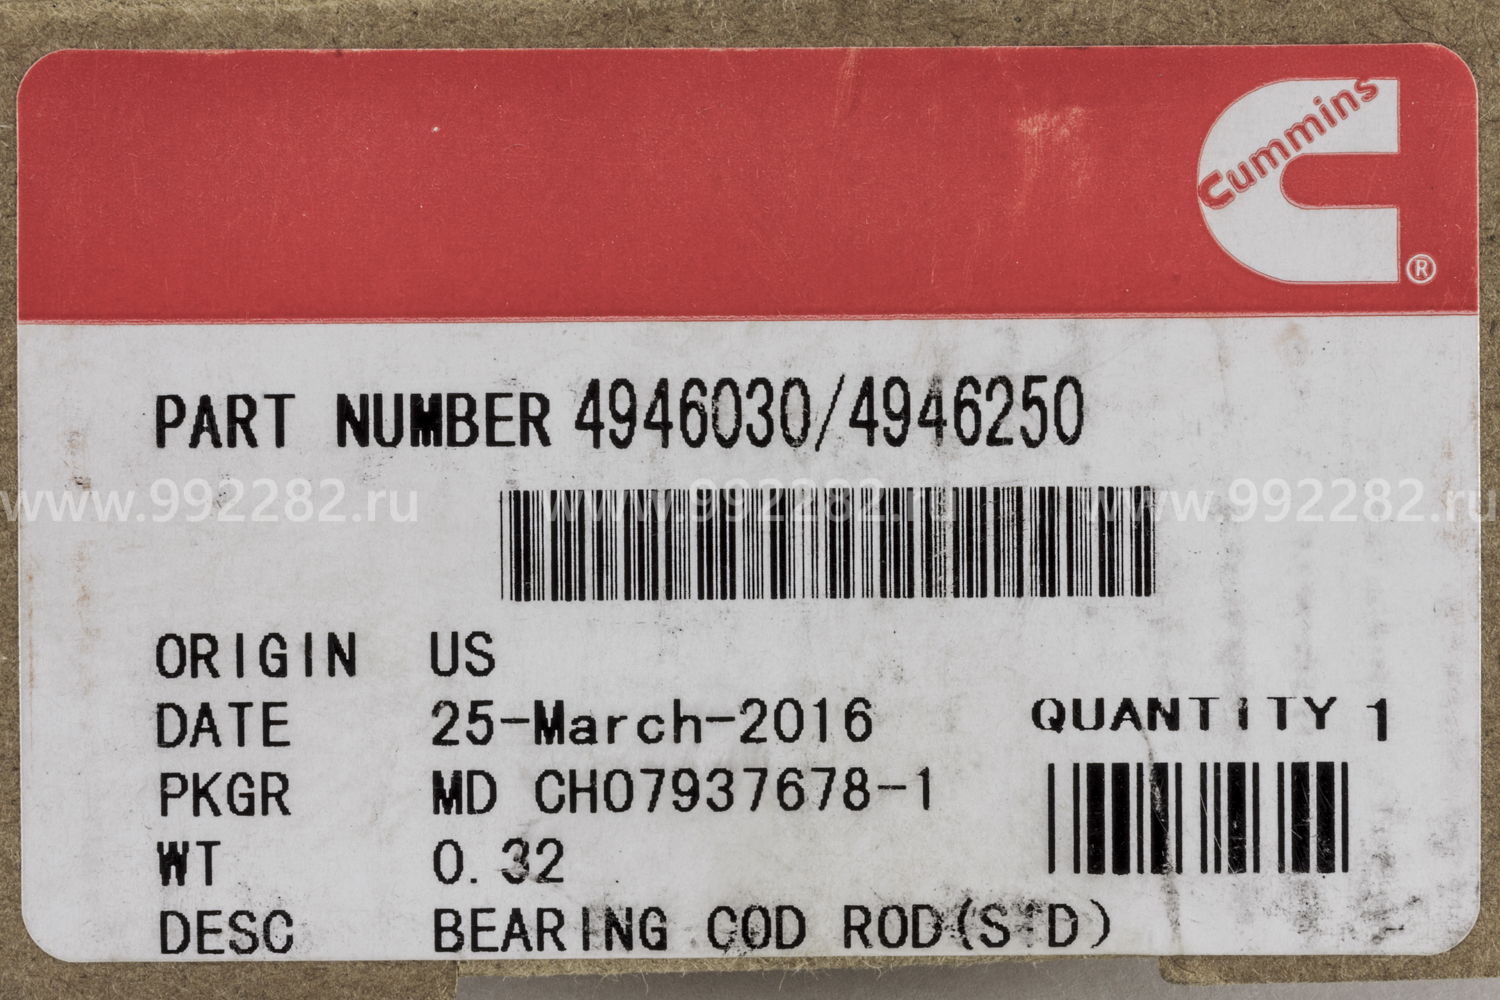 Cummins
®
PART NUMBER 4946030/4946250
www.992282.ru www.992282.ru www.992282.ru
ORIGIN US
DATE 25-March-2016
QUANTITY 1
PKGR MD CH07937678-1
WT 0.32
DESC BEARING COD ROD(STD)